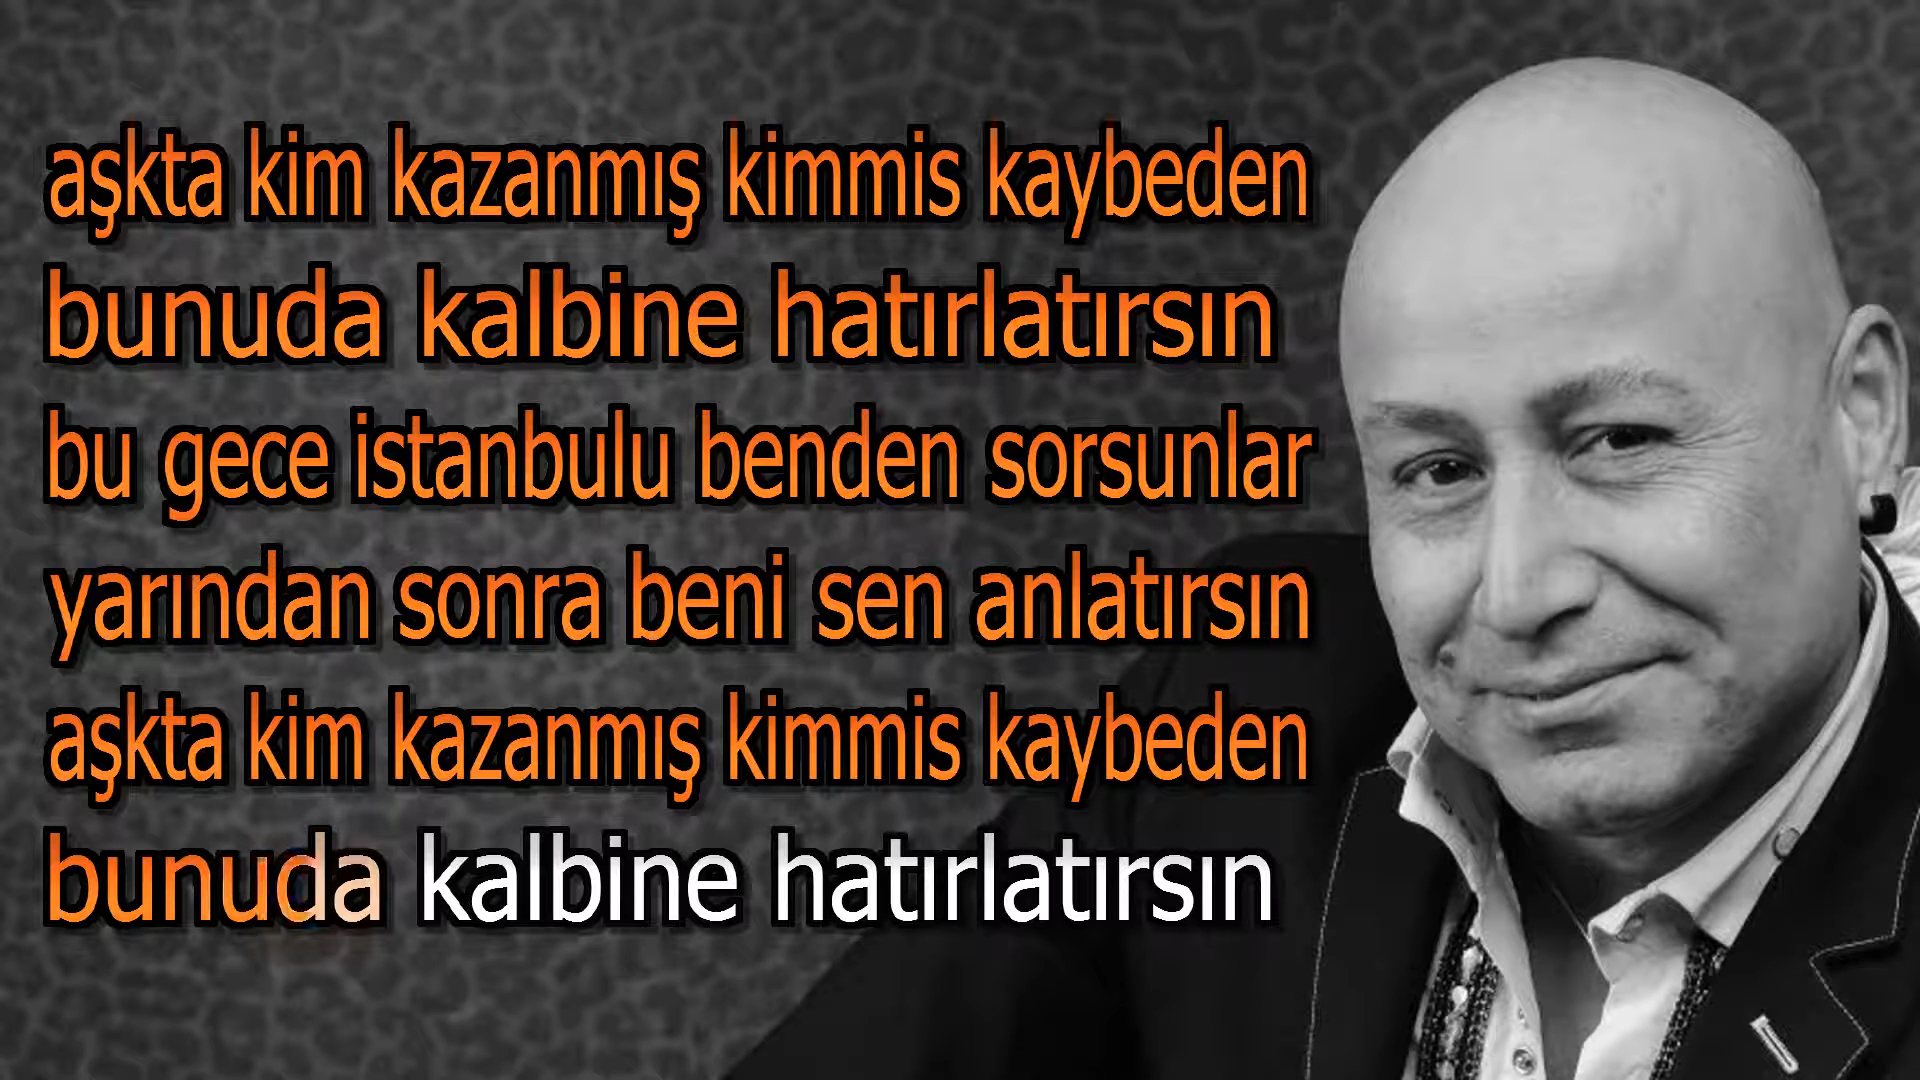 aşkta kim kazanmış kimmis kaybeden
bunuda kalbine hatırlatırsın
bu gece istanbulu benden sorsunlar
yarından sonra beni sen anlatırsın
aşkta kim kazanmış kimmis kaybeden
bunuda kalbine hatırlatırsın